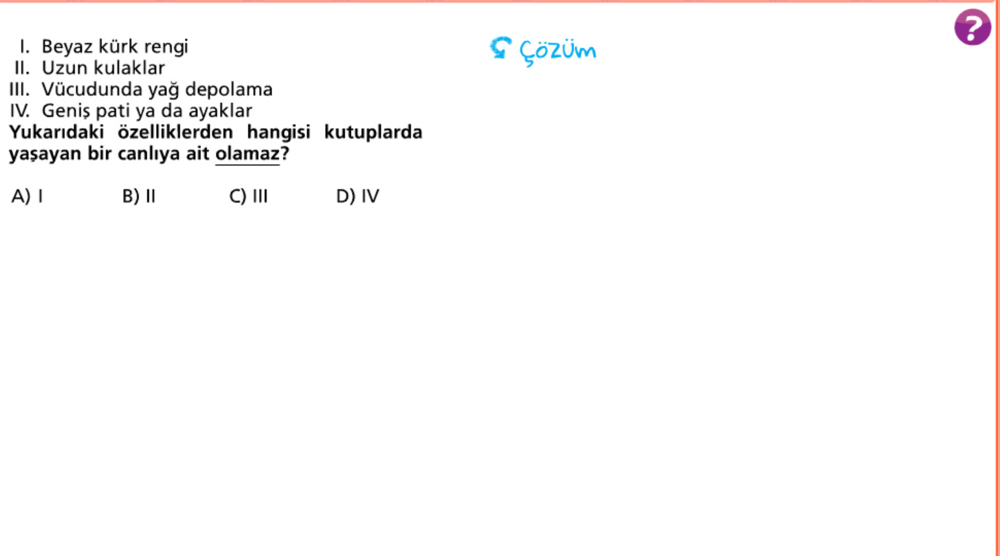 I. Beyaz kürk rengi
II. Uzun kulaklar
III. Vücudunda yağ depolama
IV. Geniş pati ya da ayaklar
Yukarıdaki özelliklerden hangisi kutuplarda
yaşayan bir canlıya ait olamaz?
A) I B) II C) III D) IV
Çözüm
?